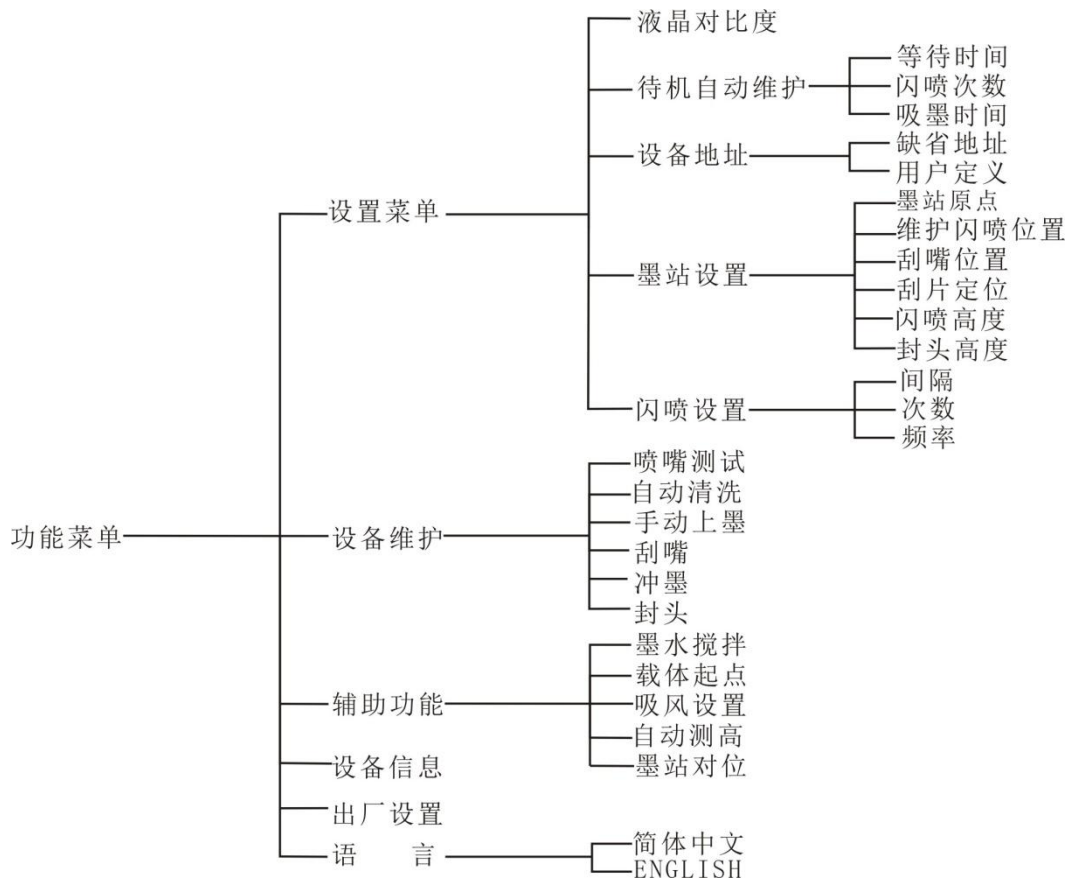 功能菜单
设置菜单
液晶对比度
待机自动维护
等待时间
闪喷次数
吸墨时间
设备地址
缺省地址
用户定义
墨站设置
墨站原点
维护闪喷位置
刮嘴位置
刮片定位
闪喷高度
封头高度
闪喷设置
间隔
次数
频率
设备维护
喷嘴测试
自动清洗
手动上墨
刮嘴
冲墨
封头
辅助功能
墨水搅拌
载体起点
吸风设置
自动测高
墨站对位
设备信息
出厂设置
语 言
简体中文
ENGLISH